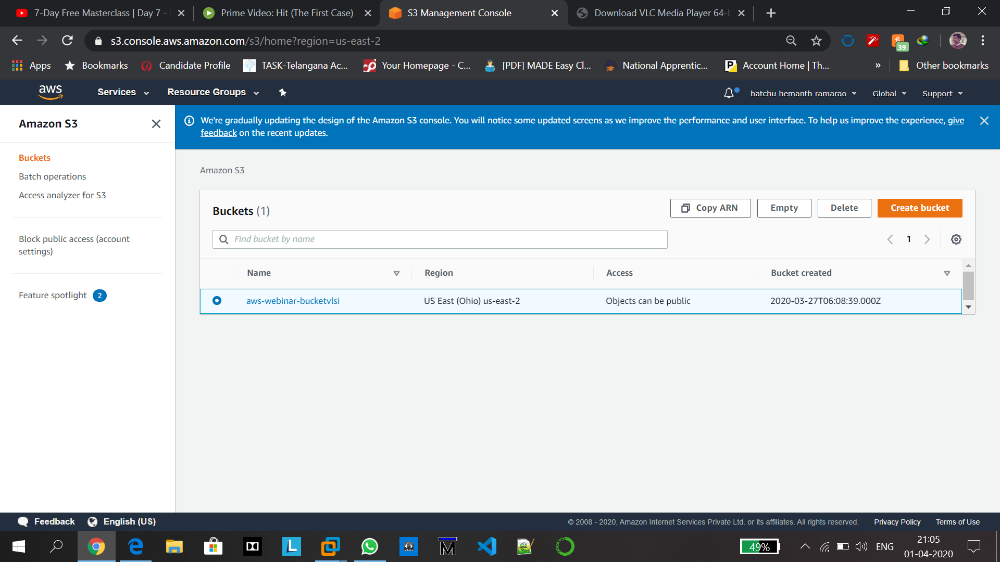 7-Day Free Masterclass | Day 7 -
Prime Video: Hit (The First Case)
S3 Management Console
Download VLC Media Player 64-
s3.console.aws.amazon.com/s3/home?region=us-east-2
39
Apps
Bookmarks
Candidate Profile
TASK-Telangana Ac...
Your Homepage - C...
[PDF] MADE Easy Cl...
National Apprentic...
Account Home | Th...
»
Other bookmarks
aws
Services
Resource Groups
batchu hemanth ramarao
Global
Support
Amazon S3
Buckets
Batch operations
Access analyzer for S3
Block public access (account
settings)
Feature spotlight 2
We're gradually updating the design of the Amazon S3 console. You will notice some updated screens as we improve the performance and user interface. To help us improve the experience, give
feedback on the recent updates.
Amazon S3
Buckets (1)
Copy ARN
Empty
Delete
Create bucket
Find bucket by name
1
Name
Region
Access
Bucket created
aws-webinar-bucketvlsi
US East (Ohio) us-east-2
Objects can be public
2020-03-27T06:08:39.000Z
Feedback
English (US)
© 2008 - 2020, Amazon Internet Services Private Ltd. or its affiliates. All rights reserved.
Privacy Policy
Terms of Use
L
M
49%
ENG
21:05
01-04-2020